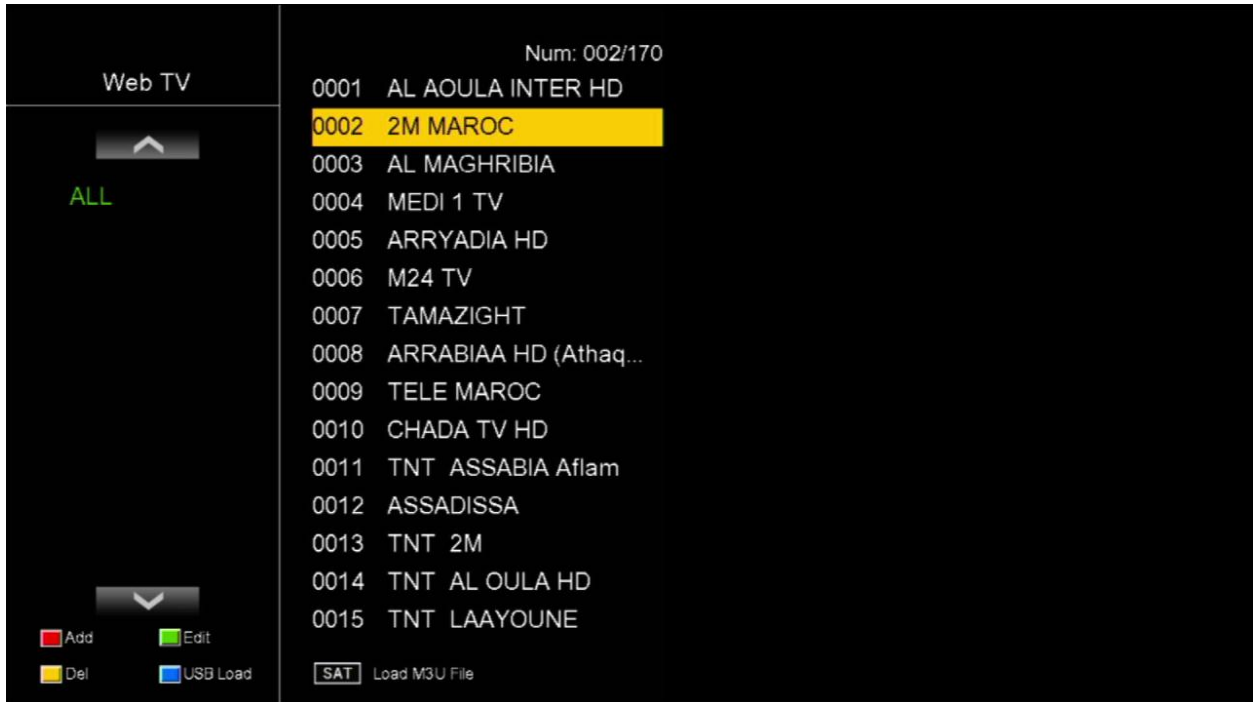 Web TV
ALL
Add
Edit
Del
USB Load
Num: 002/170
0001 AL AOULA INTER HD
0002 2M MAROC
0003 AL MAGHRIBIA
0004 MEDI 1 TV
0005 ARRYADIA HD
0006 M24 TV
0007 TAMAZIGHT
0008 ARRABIAA HD (Athaq...
0009 TELE MAROC
0010 CHADA TV HD
0011 TNT ASSABIA Aflam
0012 ASSADISSA
0013 TNT 2M
0014 TNT AL OULA HD
0015 TNT LAAYOUNE
SAT Load M3U File